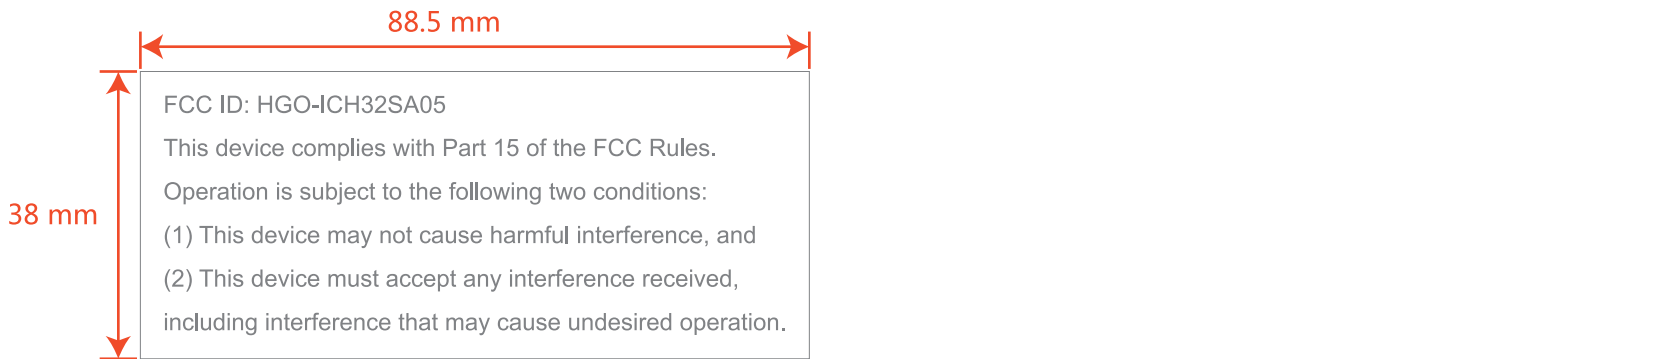 88.5 mm
FCC ID: HGO-ICH32SA05
This device complies with Part 15 of the FCC Rules.
Operation is subject to the following two conditions:
38 mm
(1) This device may not cause harmful interference, and
(2) This device must accept any interference received,
including interference that may cause undesired operation.